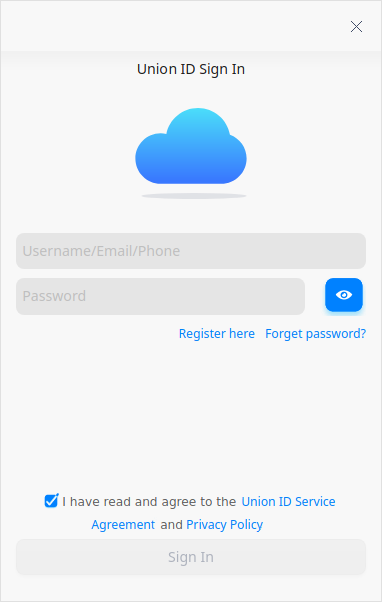 Union ID Sign In
Username/Email/Phone
Password
Register here Forget password?
I have read and agree to the Union ID Service
Agreement and Privacy Policy
Sign In